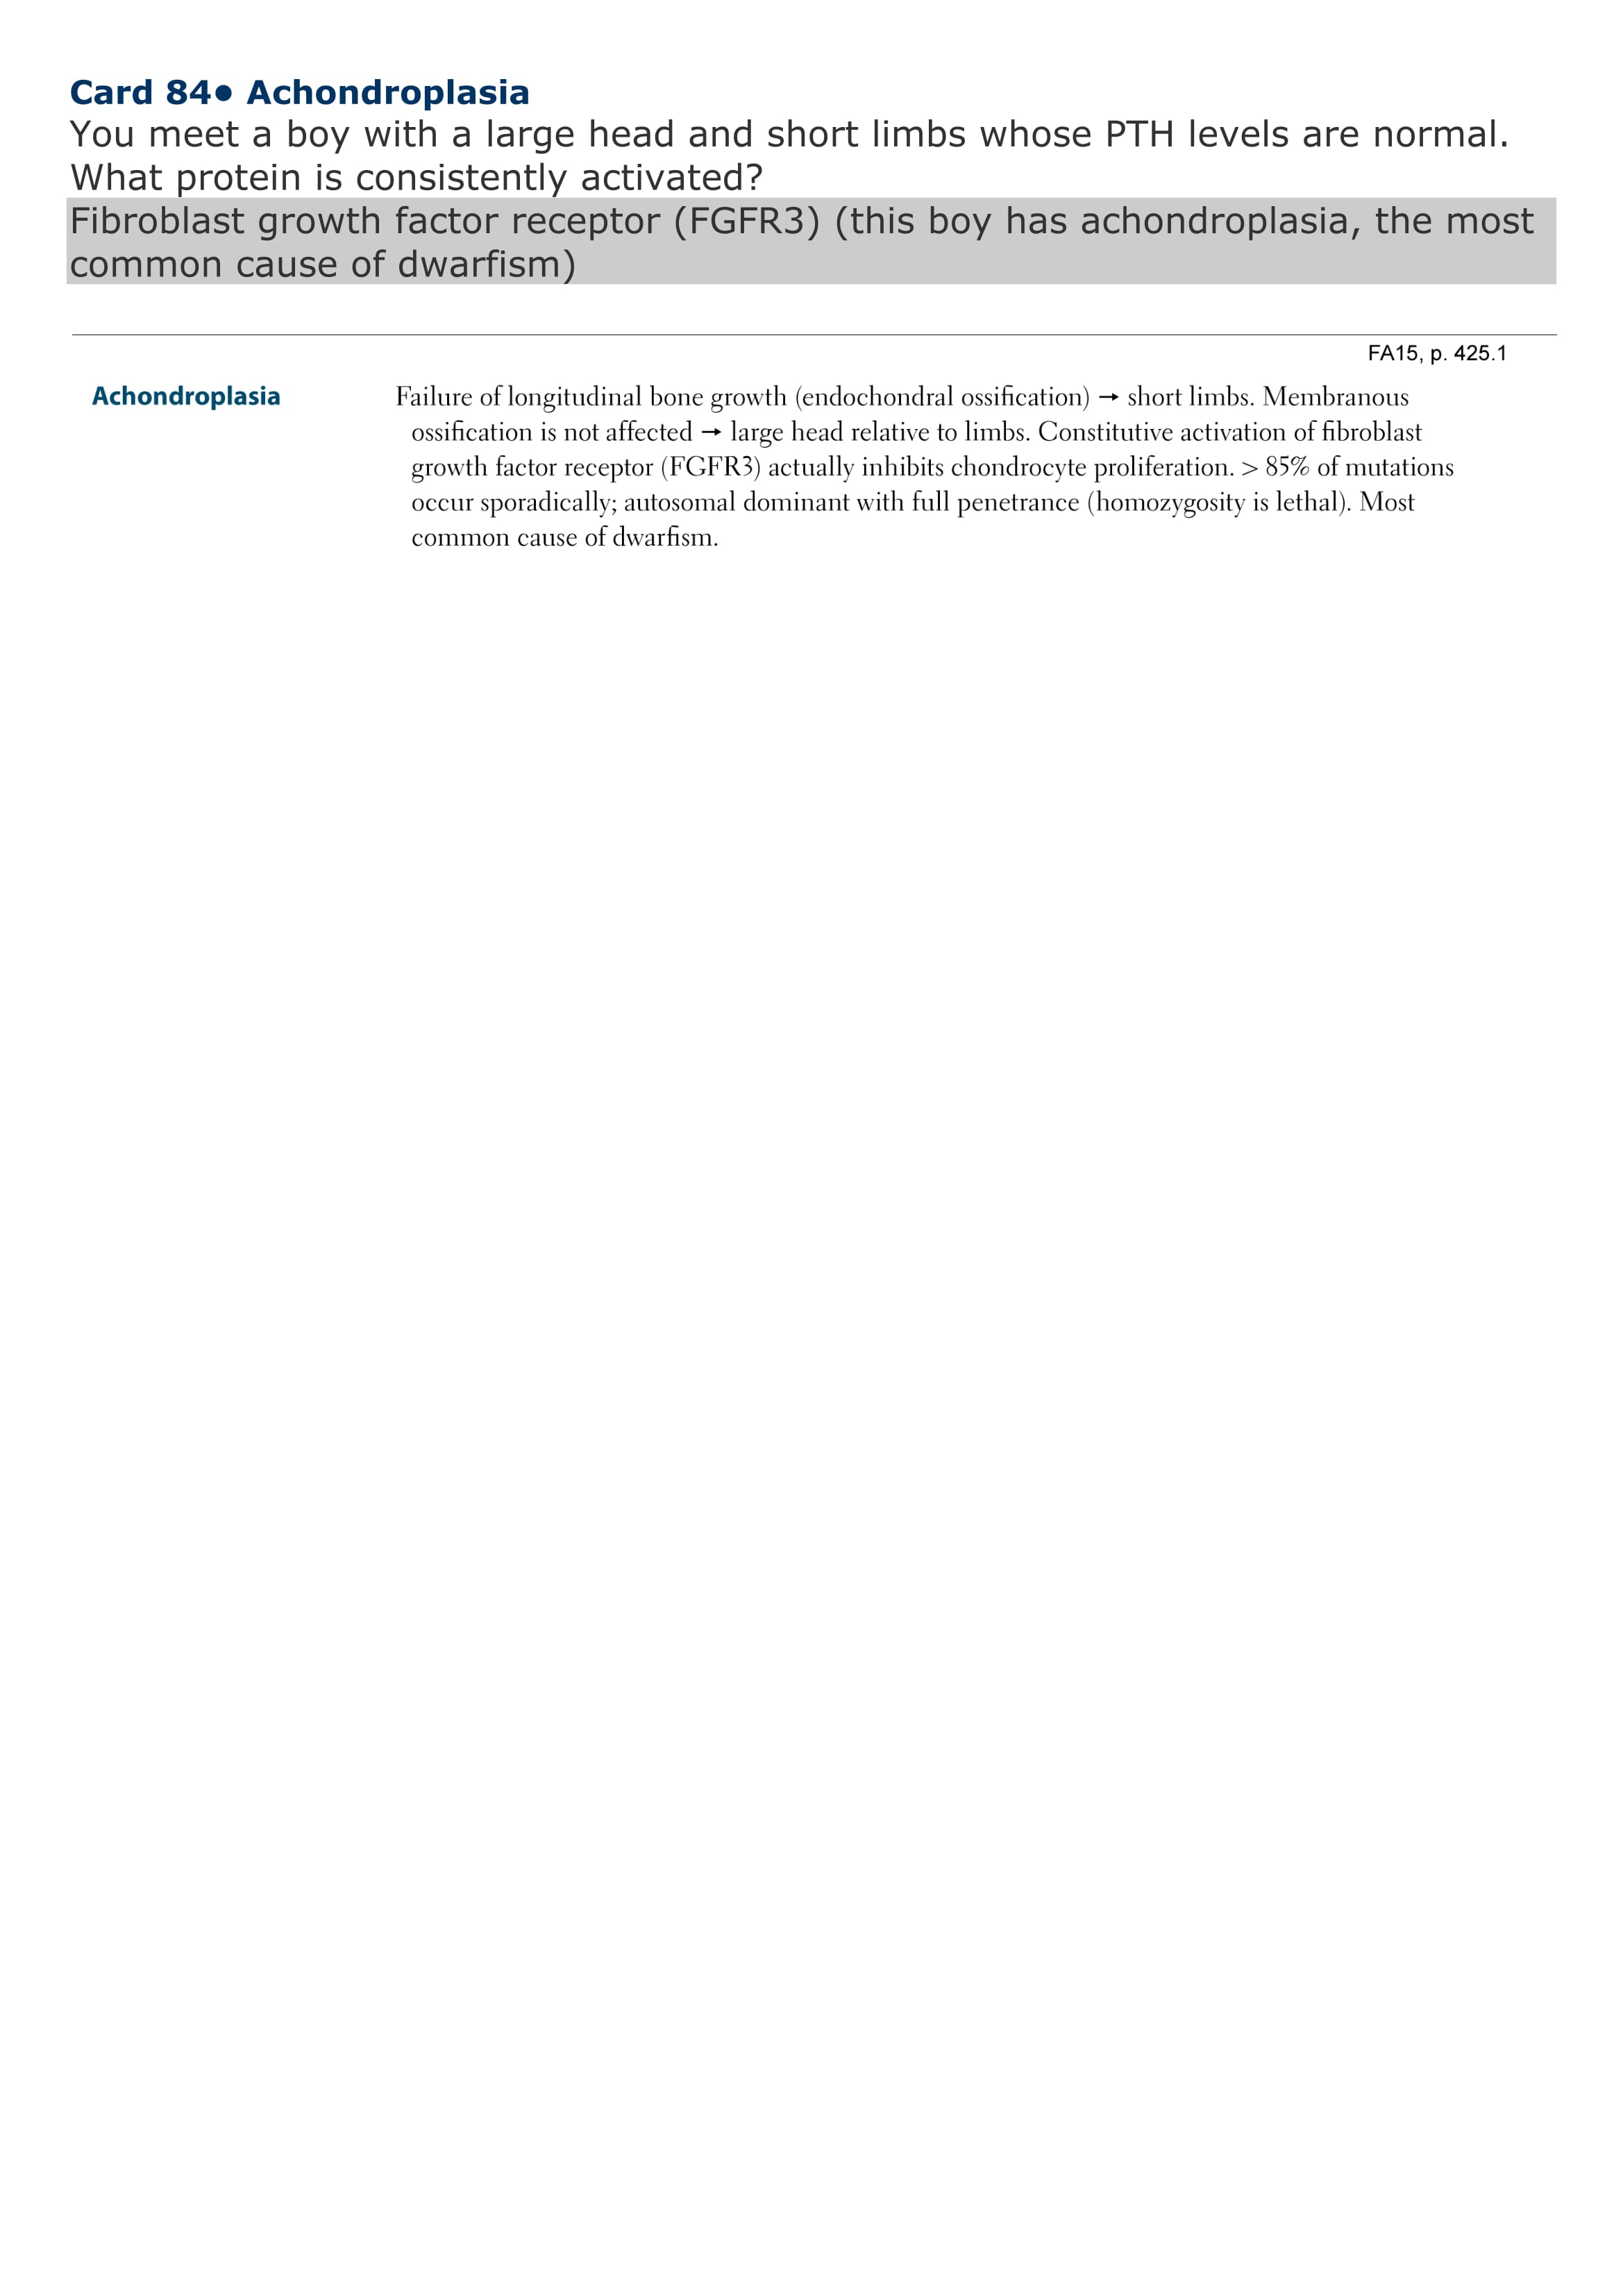 Card 84● Achondroplasia
You meet a boy with a large head and short limbs whose PTH levels are normal.
What protein is consistently activated?
Fibroblast growth factor receptor (FGFR3) (this boy has achondroplasia, the most
common cause of dwarfism)
FA15, p. 425.1
Achondroplasia Failure of longitudinal bone growth (endochondral ossification) → short limbs. Membranous
ossification is not affected → large head relative to limbs. Constitutive activation of fibroblast
growth factor receptor (FGFR3) actually inhibits chondrocyte proliferation. > 85% of mutations
occur sporadically; autosomal dominant with full penetrance (homozygosity is lethal). Most
common cause of dwarfism.